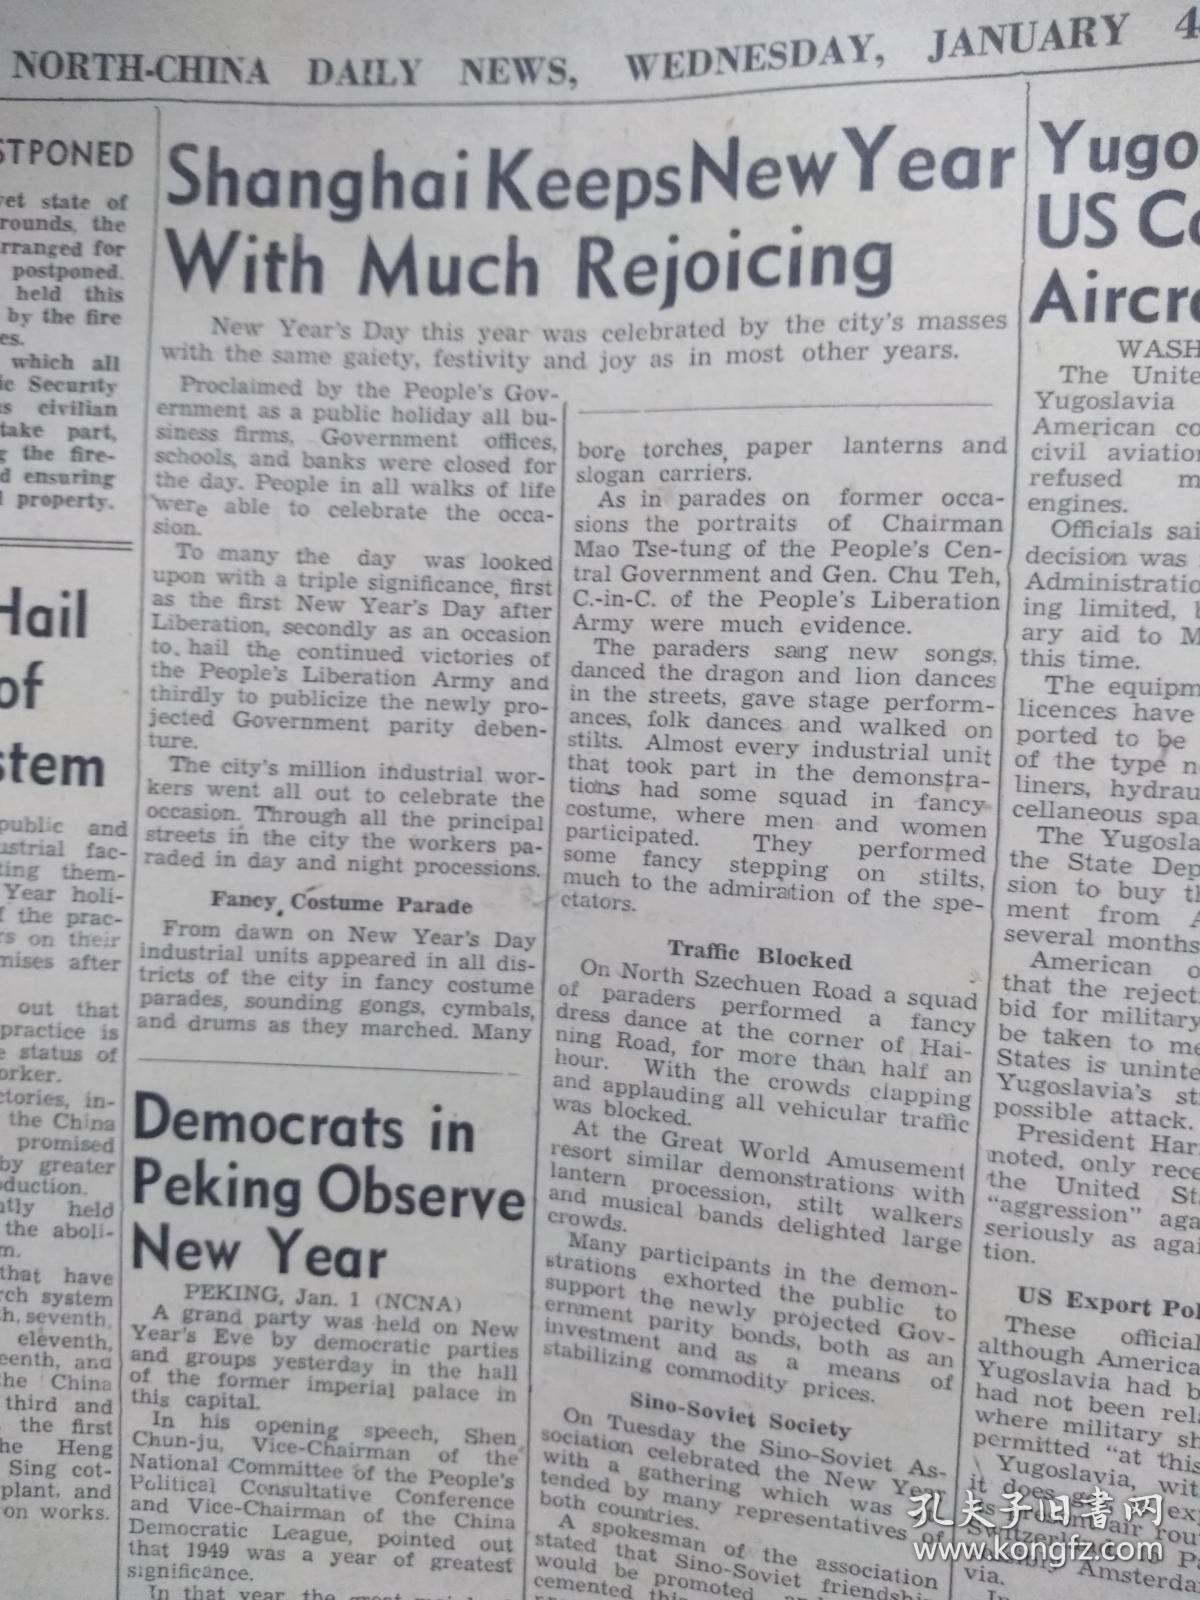 NORTH-CHINA DAILY NEWS, WEDNESDAY, JANUARY 4
STPONED
yet state of
rounds, the
rranged for
postponed.
held this
by the fire
es.
which all
ic Security
s civilian
take part,
g the fire-
d ensuring
l property.
Hail
of
stem
public and
ustrial fac-
ting them-
Year holi-
f the prac-
rs on their
mises after
out that
practice is
e status of
orker.
ctories, in-
the China
promised
by greater
oduction.
ntly held
the aboli-
m.
that have
rch system
h, seventh,
eleventh,
eenth, and
the China
third and
the first
he Heng
Sing cot-
plant, and
on works.
Shanghai Keeps New Year
With Much Rejoicing
New Year's Day this year was celebrated by the city's masses
with the same gaiety, festivity and joy as in most other years.
Proclaimed by the People's Gov-
ernment as a public holiday all bu-
siness firms, Government offices,
schools, and banks were closed for
the day. People in all walks of life
were able to celebrate the occa-
sion.
To many the day was looked
upon with a triple significance, first
as the first New Year's Day after
Liberation, secondly as an occasion
to hail the continued victories of
the People's Liberation Army and
thirdly to publicize the newly pro-
jected Government parity deben-
ture.
The city's million industrial wor-
kers went all out to celebrate the
occasion. Through all the principal
streets in the city the workers pa-
raded in day and night processions.
Fancy Costume Parade
From dawn on New Year's Day
industrial units appeared in all dis-
tricts of the city in fancy costume
parades, sounding gongs, cymbals,
and drums as they marched. Many
bore torches, paper lanterns and
slogan carriers.
As in parades on former occa-
sions the portraits of Chairman
Mao Tse-tung of the People's Cen-
tral Government and Gen. Chu Teh,
C.-in-C. of the People's Liberation
Army were much evidence.
The paraders sang new songs,
danced the dragon and lion dances
in the streets, gave stage perform-
ances, folk dances and walked on
stilts. Almost every industrial unit
that took part in the demonstra-
tions had some squad in fancy
costume, where men and women
participated. They performed
some fancy stepping on stilts,
much to the admiration of the spe-
ctators.
Traffic Blocked
On North Szechuen Road a squad
of paraders performed a fancy
dress dance at the corner of Hai-
ning Road, for more than half an
hour. With the crowds clapping
and applauding all vehicular traffic
was blocked.
At the Great World Amusement
resort similar demonstrations with
lantern procession, stilt walkers
and musical bands delighted large
crowds.
Many participants in the demon-
strations exhorted the public to
support the newly projected Gov-
ernment parity bonds, both as an
investment and as a means of
stabilizing commodity prices.
Sino-Soviet Society
On Tuesday the Sino-Soviet As-
sociation celebrated the New Year
with a gathering which was at-
tended by many representatives of
both countries.
A spokesman of the association
stated that Sino-Soviet friendship
would be promoted
cemented this
Democrats in
Peking Observe
New Year
PEKING, Jan. 1 (NCNA)
A grand party was held on New
Year's Eve by democratic parties
and groups yesterday in the hall
of the former imperial palace in
this capital.
In his opening speech, Shen
Chun-ju, Vice-Chairman of the
National Committee of the People's
Political Consultative Conference
and Vice-Chairman of the China
Democratic League, pointed out
that 1949 was a year of greatest
significance.
In that year the great
Yugo
US Co
Aircr
WASH
The Unite
Yugoslavia
American co
civil aviation
refused m
engines.
Officials sai
decision was
Administratio
ing limited,
ary aid to M
this time.
The equipm
licences have
ported to be
of the type n
liners, hydrau
cellaneous spa
The Yugosla
the State Dep
sion to buy th
ment from A
several months
American o
that the reject
bid for military
be taken to me
States is uninte
Yugoslavia's st
possible attack.
President Har
noted, only rece
the United St
"aggression" aga
seriously as agai
tion.
US Export Pol
These official
although America
Yugoslavia had b
had not been rela
where military sh
permitted "at this
Yugoslavia, wit
it does
Amsterda
via.
孔夫子旧书网
www.kongfz.com